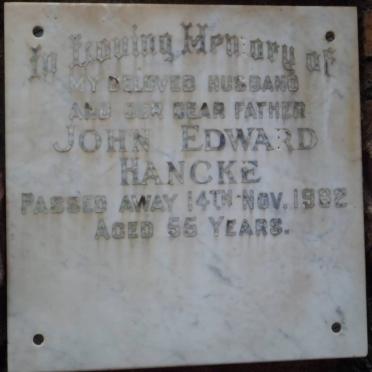 In Loving Memory of
MY BELOVED HUSBAND
AND OUR DEAR FATHER
JOHN EDWARD
HANCKE
PASSED AWAY 14TH NOV. 1982
AGED 55 YEARS.